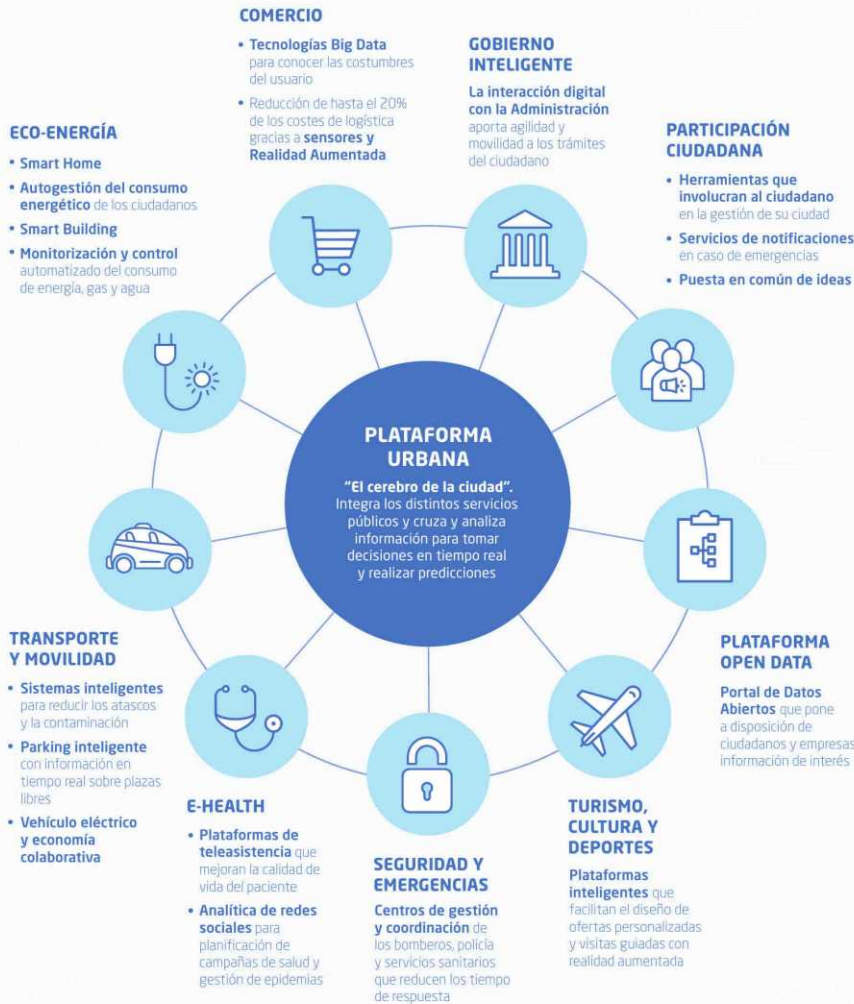 COMERCIO
• Tecnologías Big Data
para conocer las costumbres
del usuario
• Reducción de hasta el 20%
de los costes de logística
gracias a sensores y
Realidad Aumentada
GOBIERNO
INTELIGENTE
La interacción digital
con la Administración
aporta agilidad y
movilidad a los trámites
del ciudadano
PARTICIPACIÓN
CIUDADANA
• Herramientas que
involucran al ciudadano
en la gestión de su ciudad
• Servicios de notificaciones
en caso de emergencias
• Puesta en común de ideas
ECO-ENERGÍA
• Smart Home
• Autogestión del consumo
energético de los ciudadanos
• Smart Building
• Monitorización y control
automatizado del consumo
de energía, gas y agua
PLATAFORMA
URBANA
"El cerebro de la ciudad".
Integra los distintos servicios
públicos y cruza y analiza
información para tomar
decisiones en tiempo real
y realizar predicciones
TRANSPORTE
Y MOVILIDAD
• Sistemas inteligentes
para reducir los atascos
y la contaminación
• Parking inteligente
con información en
tiempo real sobre plazas
libres
• Vehículo eléctrico
y economía
colaborativa
E-HEALTH
• Plataformas de
teleasistencia que
mejoran la calidad de
vida del paciente
• Analítica de redes
sociales para
planificación de
campañas de salud y
gestión de epidemias
SEGURIDAD Y
EMERGENCIAS
Centros de gestión
y coordinación de
los bomberos, policía
y servicios sanitarios
que reducen los tiempo
de respuesta
TURISMO,
CULTURA Y
DEPORTES
Plataformas
inteligentes que
facilitan el diseño de
ofertas personalizadas
y visitas guiadas con
realidad aumentada
PLATAFORMA
OPEN DATA
Portal de Datos
Abiertos que pone
a disposición de
ciudadanos y empresas
información de interés